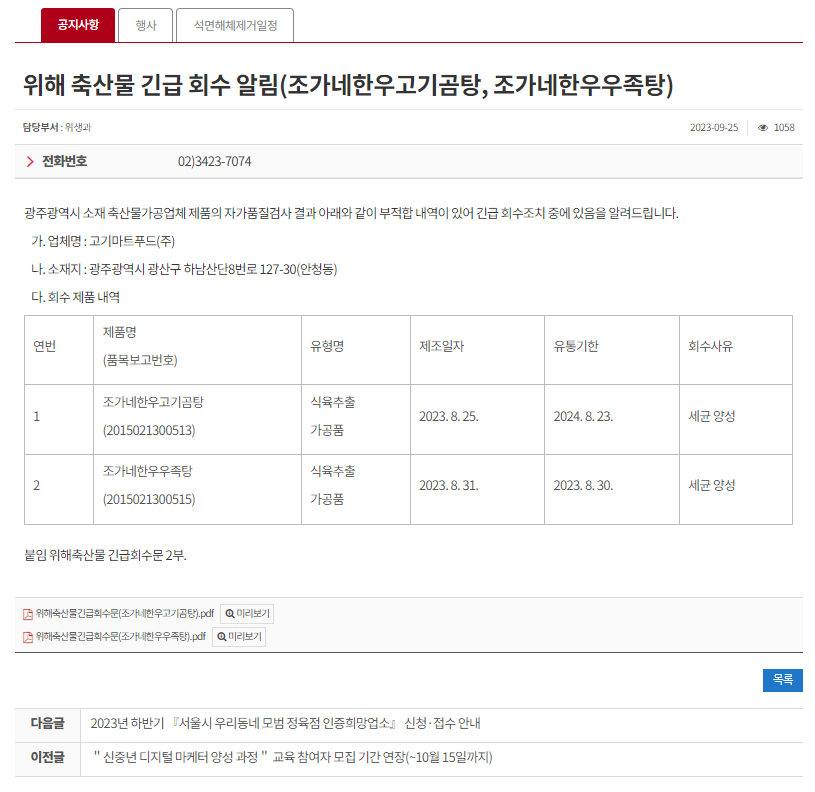 공지사항
행사
석면해체제거일정
위해 축산물 긴급 회수 알림(조가네한우고기곰탕, 조가네한우우족탕)
담당부서 : 위생과
2023-09-25
1058
전화번호
02)3423-7074
광주광역시 소재 축산물가공업체 제품의 자가품질검사 결과 아래와 같이 부적합 내역이 있어 긴급 회수조치 중에 있음을 알려드립니다.
가. 업체명 : 고기마트푸드(주)
나. 소재지 : 광주광역시 광산구 하남산단8번로 127-30(안청동)
다. 회수 제품 내역
연번
제품명
(품목보고번호)
유형명
제조일자
유통기한
회수사유
1
조가네한우고기곰탕
(2015021300513)
식육추출
가공품
2023. 8. 25.
2024. 8. 23.
세균 양성
2
조가네한우우족탕
(2015021300515)
식육추출
가공품
2023. 8. 31.
2023. 8. 30.
세균 양성
붙임 위해축산물 긴급회수문 2부.
위해축산물긴급회수문(조가네한우고기곰탕).pdf 미리보기
위해축산물긴급회수문(조가네한우우족탕).pdf 미리보기
목록
다음글
2023년 하반기 『서울시 우리동네 모범 정육점 인증희망업소』 신청·접수 안내
이전글
" 신중년 디지털 마케터 양성 과정 " 교육 참여자 모집 기간 연장(~10월 15일까지)